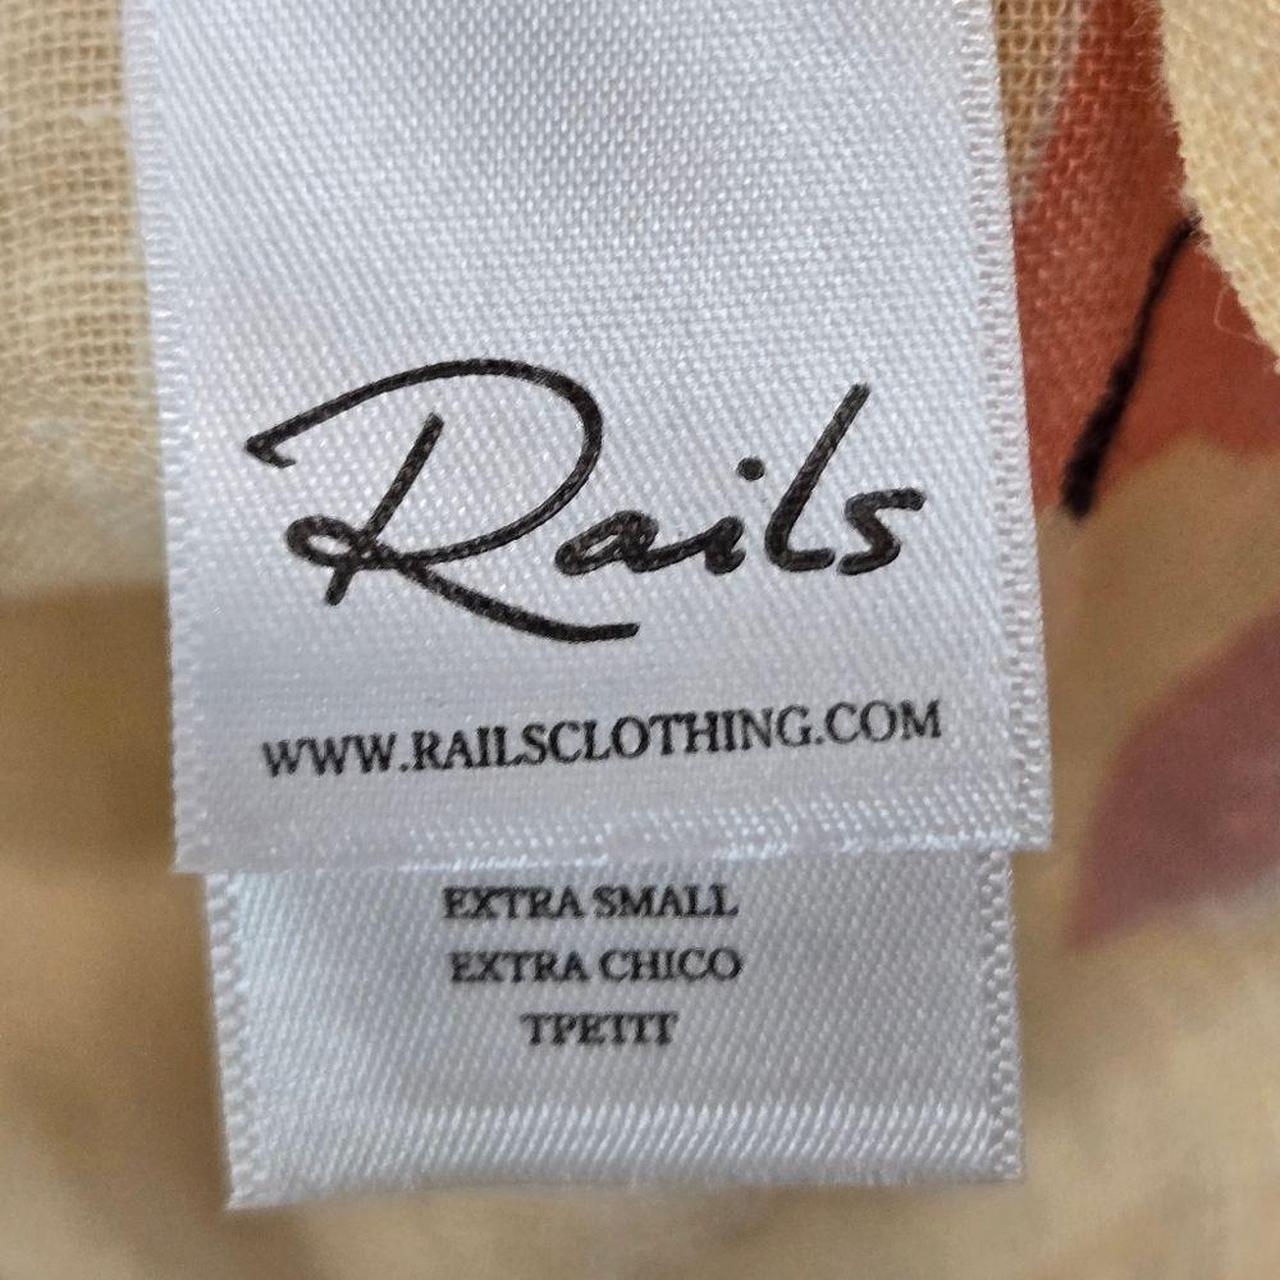 Rails
WWW.RAILSCLOTHING.COM
EXTRA SMALL
EXTRA CHICO
TPETIT